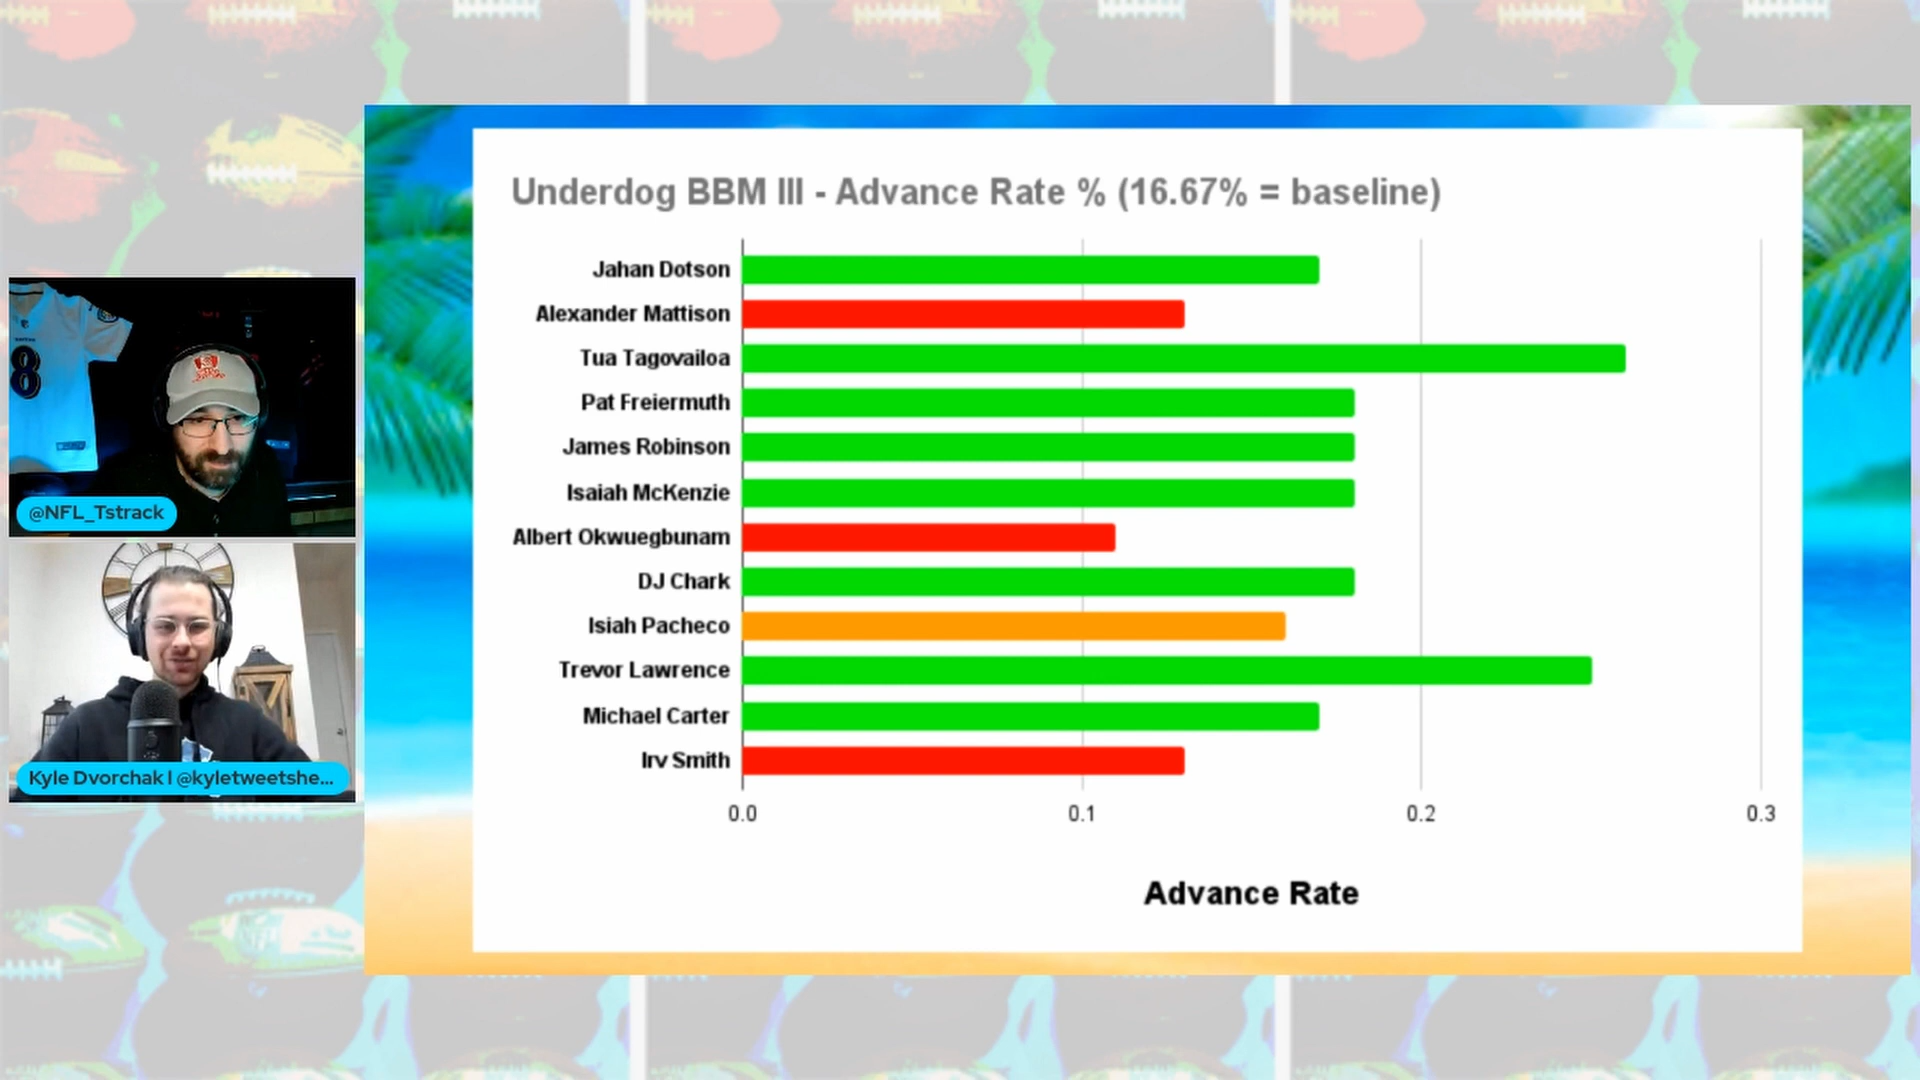 Underdog BBM III - Advance Rate % (16.67% = baseline)
Jahan Dotson
Alexander Mattison
Tua Tagovailoa
Pat Freiermuth
James Robinson
Isaiah McKenzie
Albert Okwuegbunam
DJ Chark
Isiah Pacheco
Trevor Lawrence
Michael Carter
Irv Smith
0.0 0.1 0.2 0.3
Advance Rate
8
@NFL_Tstrack
Kyle Dvorchak | @kyletweetshe...